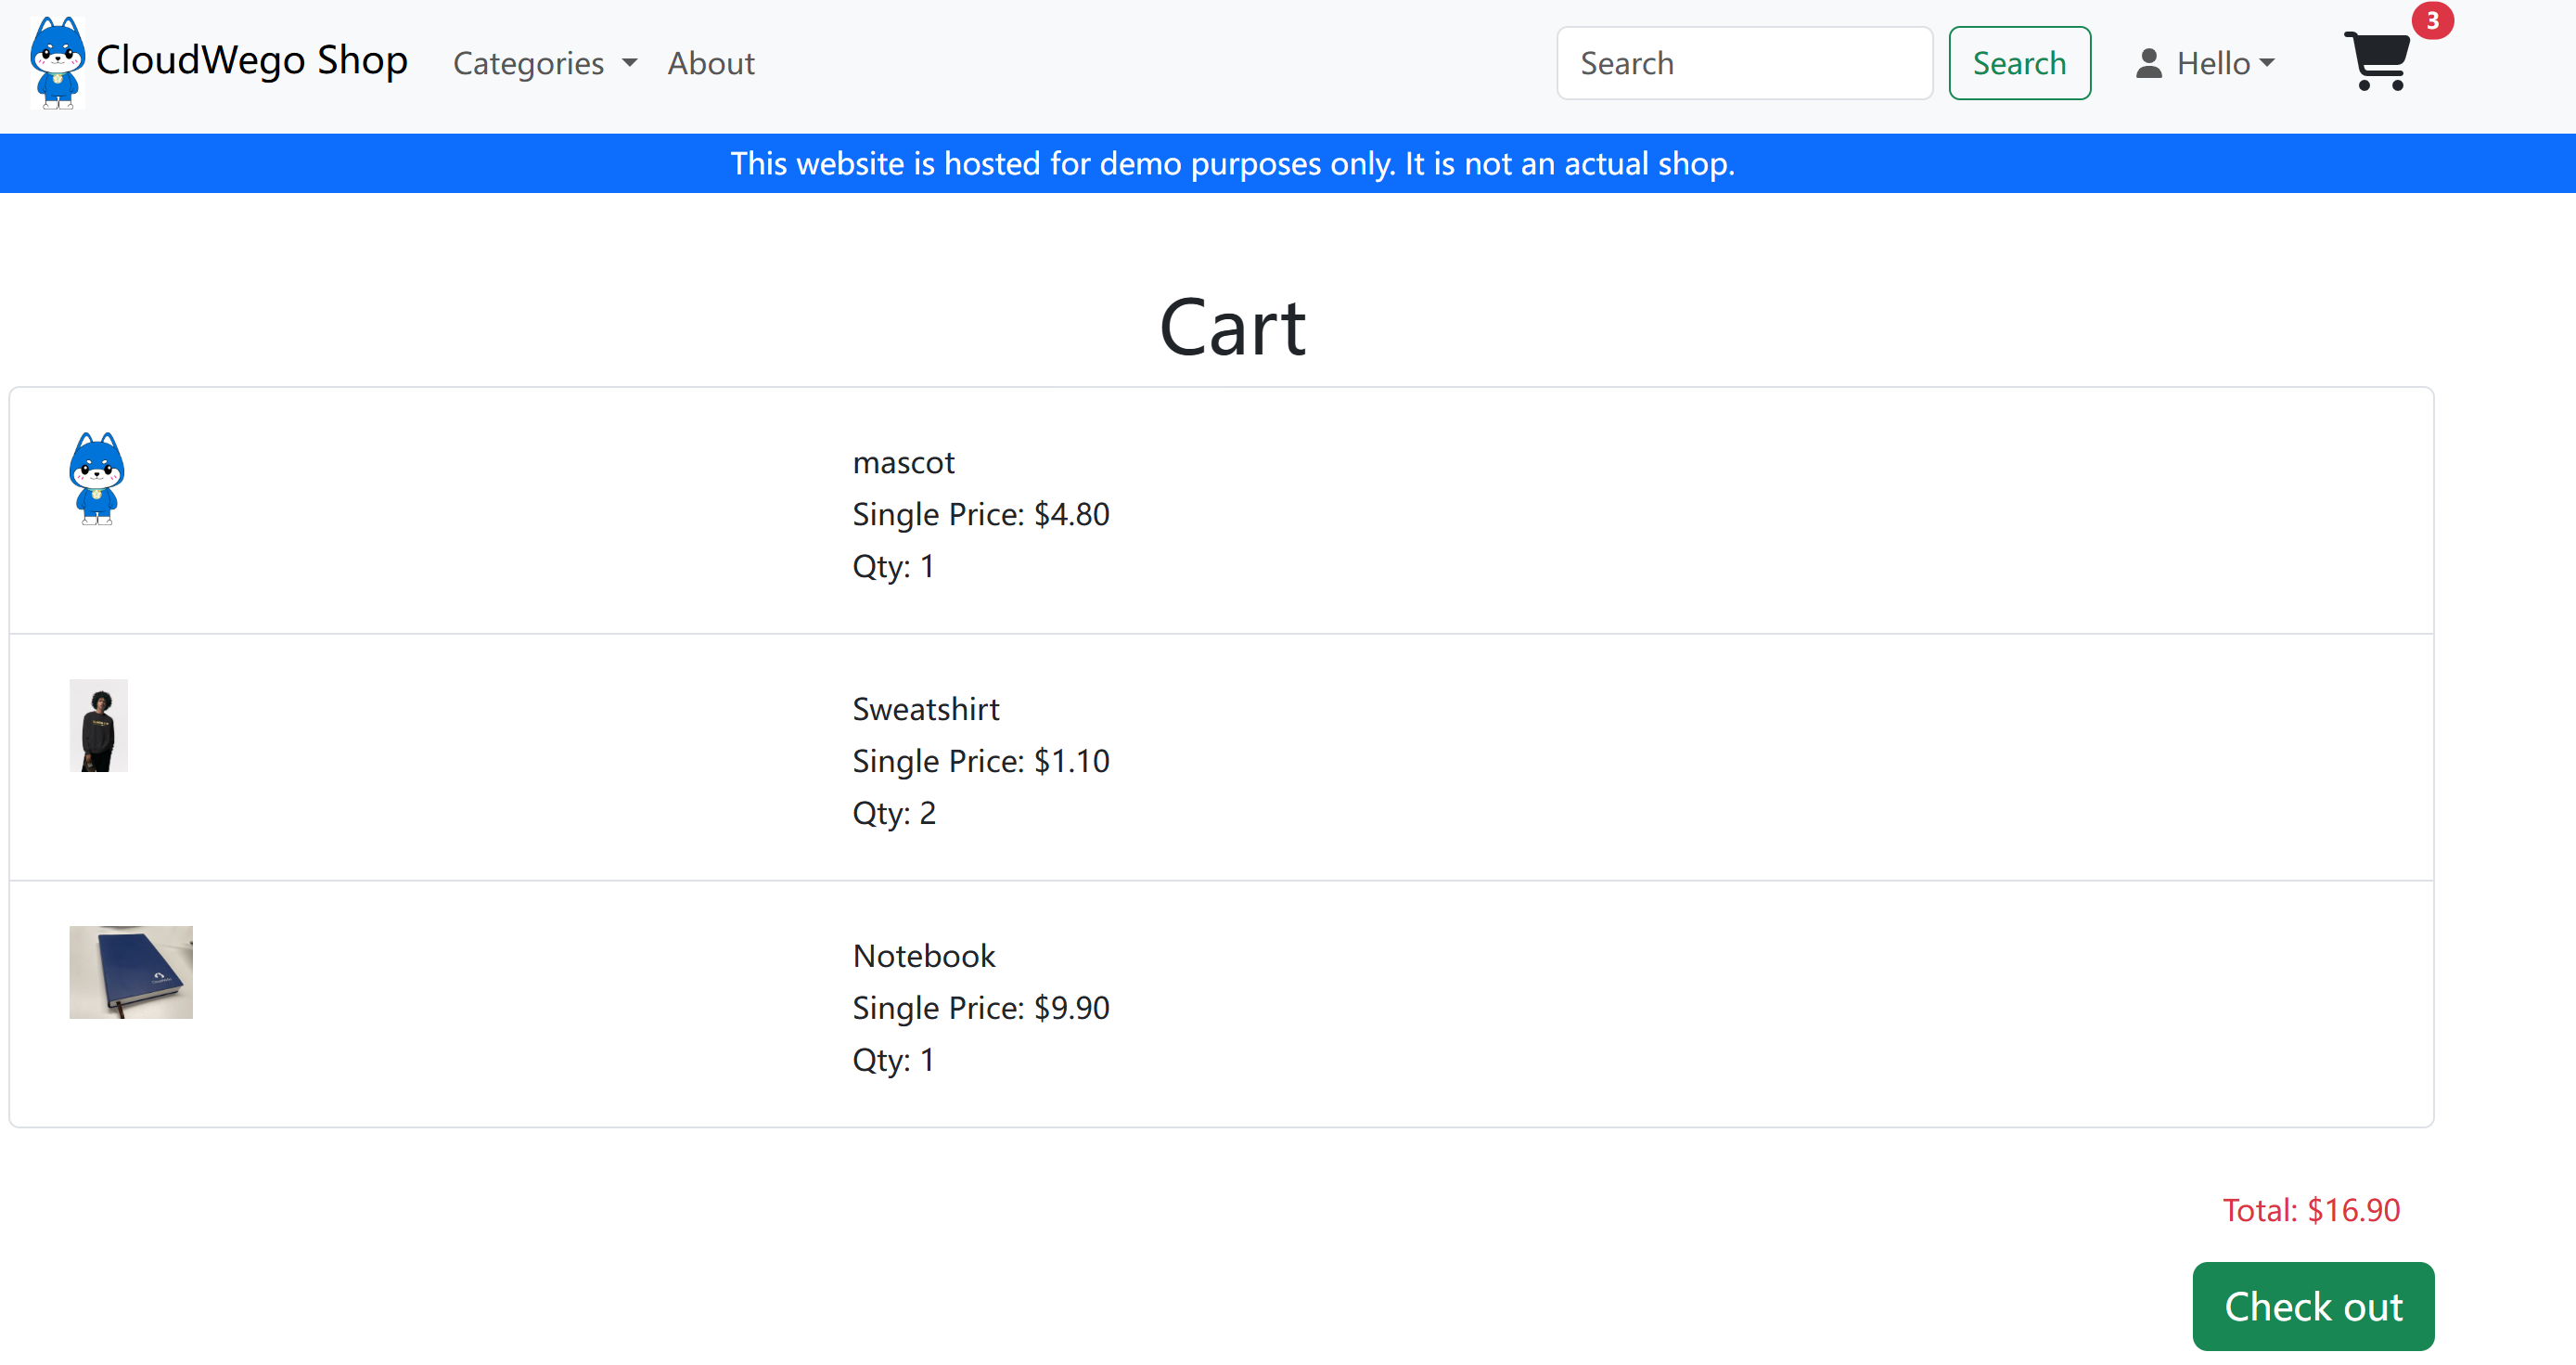 CloudWego Shop Categories About Search Search Hello 3
This website is hosted for demo purposes only. It is not an actual shop.
Cart
mascot
Single Price: $4.80
Qty: 1
Sweatshirt
Single Price: $1.10
Qty: 2
Notebook
Single Price: $9.90
Qty: 1
Total: $16.90
Check out